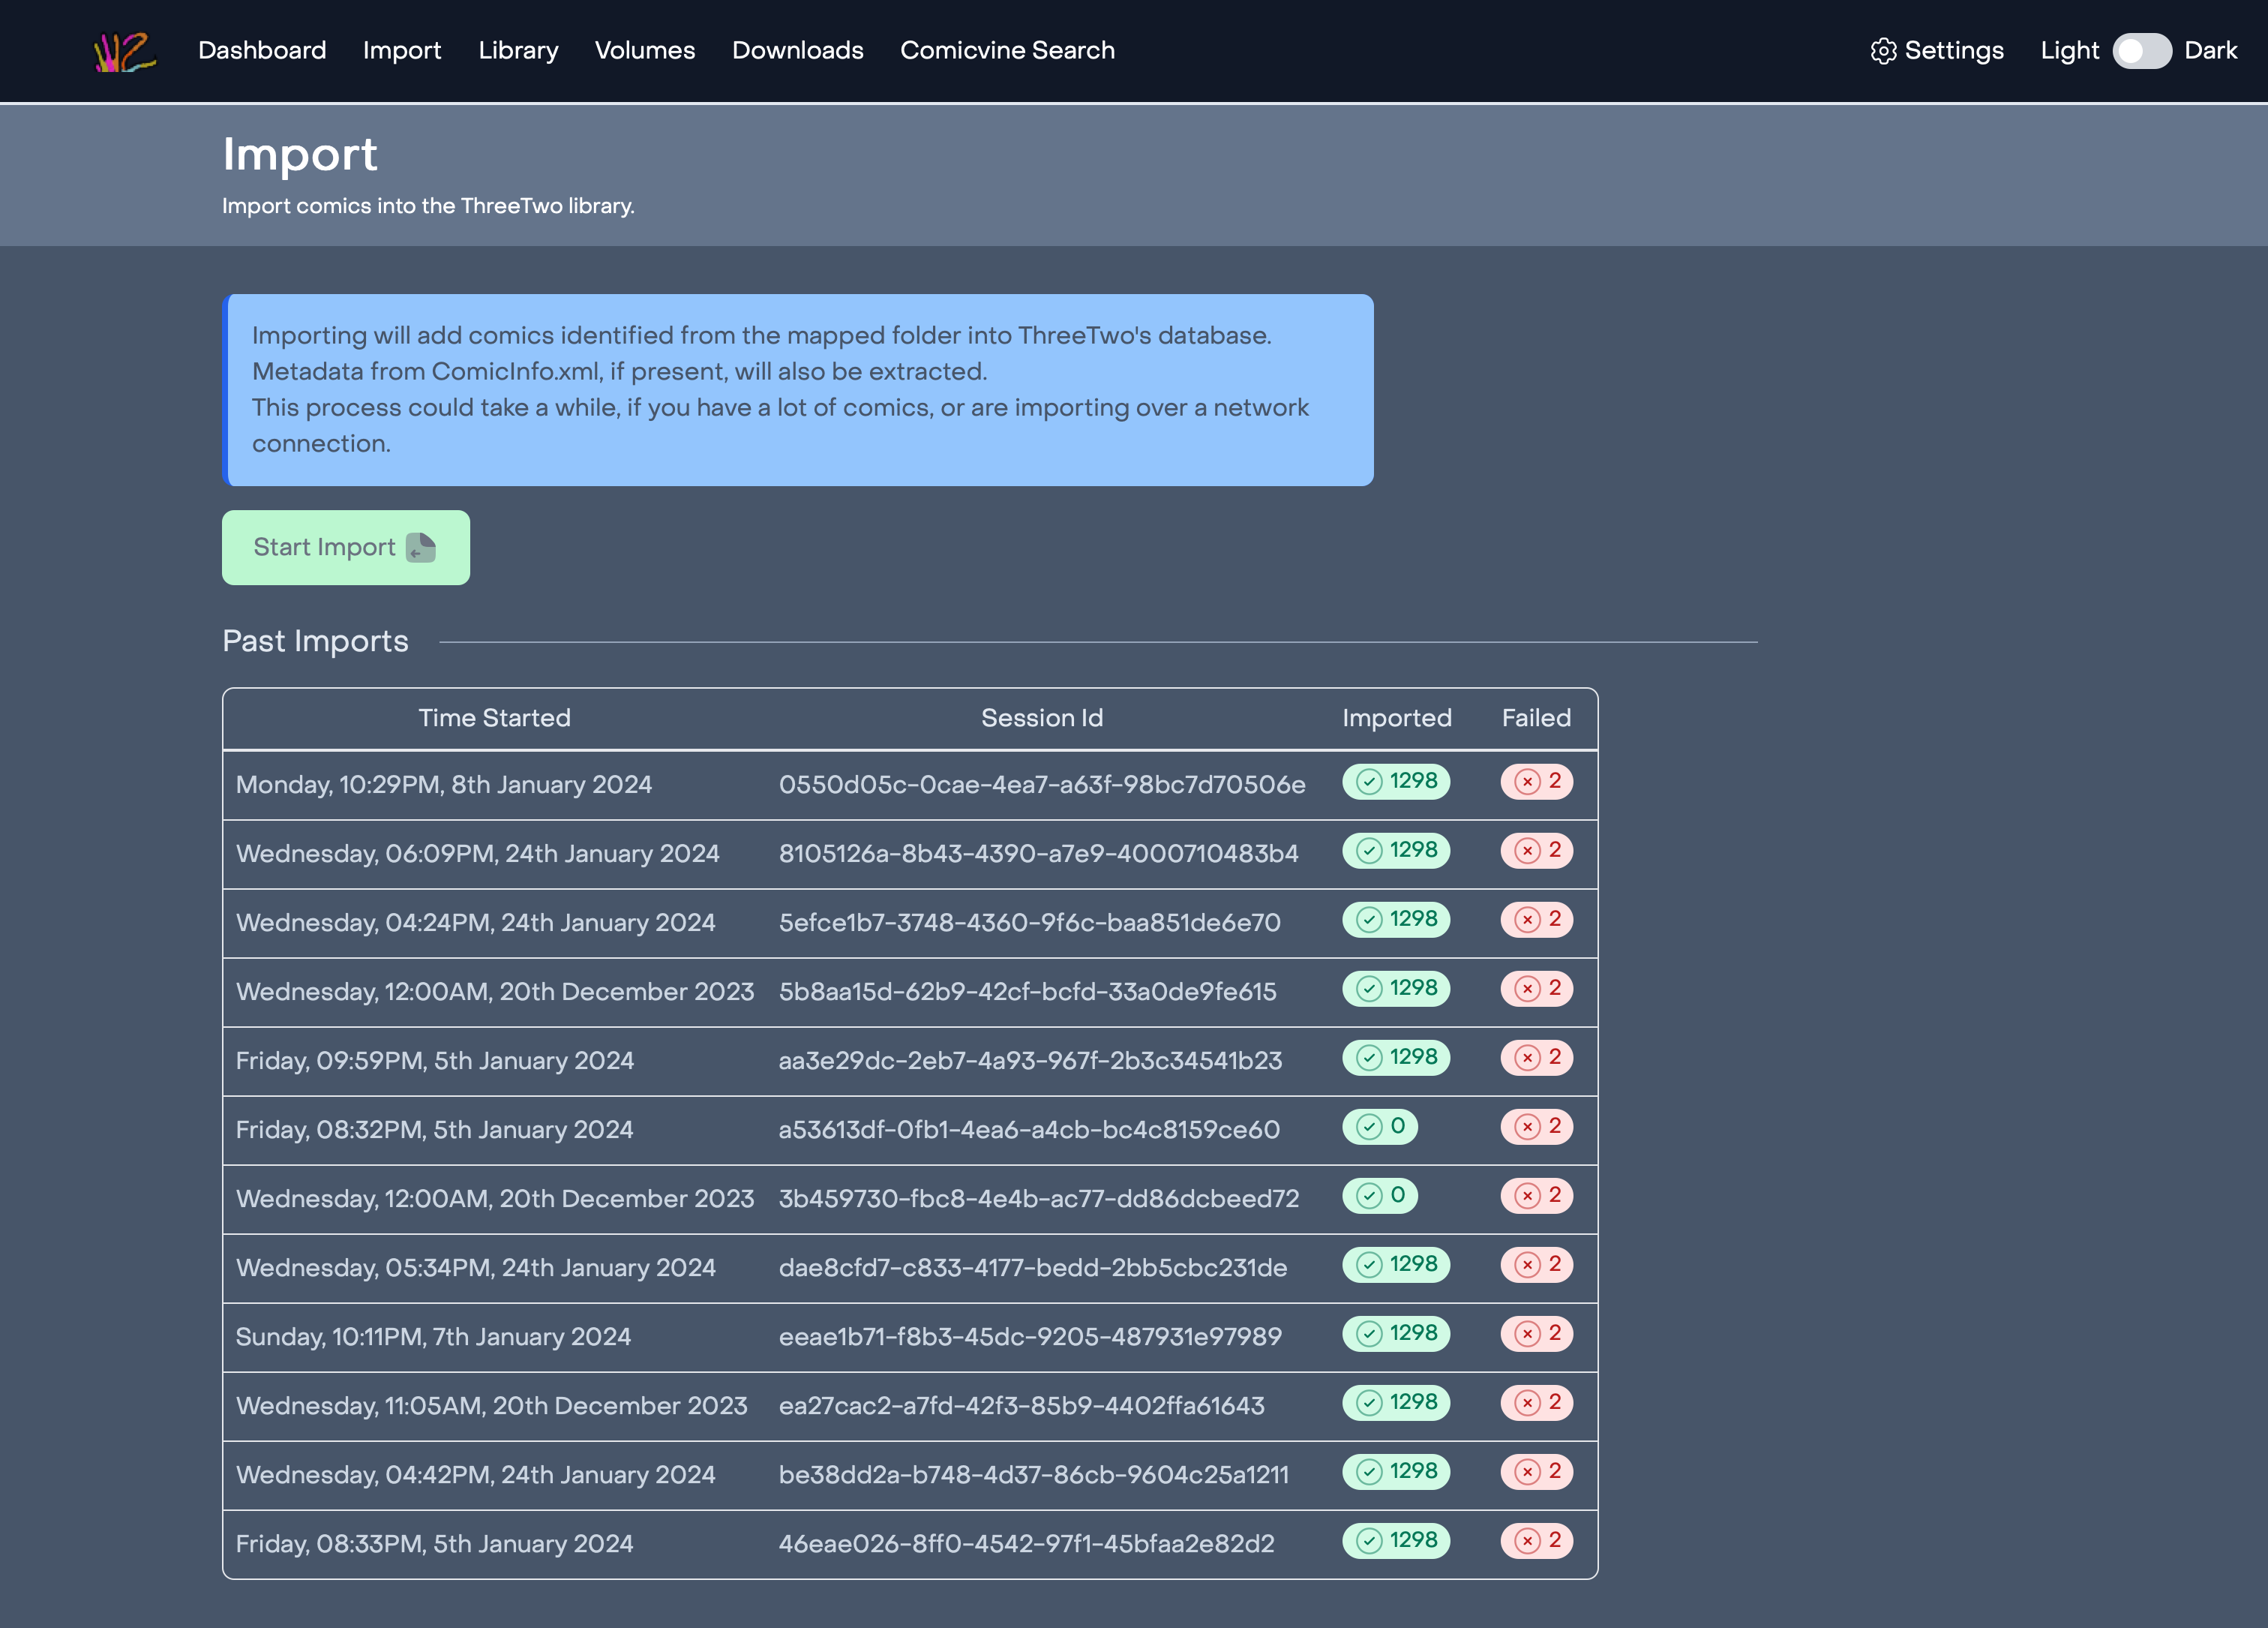 Dashboard Import Library Volumes Downloads Comicvine Search Settings Light Dark
Import
Import comics into the ThreeTwo library.
Importing will add comics identified from the mapped folder into ThreeTwo's database.
Metadata from ComicInfo.xml, if present, will also be extracted.
This process could take a while, if you have a lot of comics, or are importing over a network
connection.
Start Import
Past Imports
Time Started Session Id Imported Failed
Monday, 10:29PM, 8th January 2024 0550d05c-0cae-4ea7-a63f-98bc7d70506e 1298 2
Wednesday, 06:09PM, 24th January 2024 8105126a-8b43-4390-a7e9-4000710483b4 1298 2
Wednesday, 04:24PM, 24th January 2024 5efce1b7-3748-4360-9f6c-baa851de6e70 1298 2
Wednesday, 12:00AM, 20th December 2023 5b8aa15d-62b9-42cf-bcfd-33a0de9fe615 1298 2
Friday, 09:59PM, 5th January 2024 aa3e29dc-2eb7-4a93-967f-2b3c34541b23 1298 2
Friday, 08:32PM, 5th January 2024 a53613df-0fb1-4ea6-a4cb-bc4c8159ce60 0 2
Wednesday, 12:00AM, 20th December 2023 3b459730-fbc8-4e4b-ac77-dd86dcbeed72 0 2
Wednesday, 05:34PM, 24th January 2024 dae8cfd7-c833-4177-bedd-2bb5cbc231de 1298 2
Sunday, 10:11PM, 7th January 2024 eeae1b71-f8b3-45dc-9205-487931e97989 1298 2
Wednesday, 11:05AM, 20th December 2023 ea27cac2-a7fd-42f3-85b9-4402ffa61643 1298 2
Wednesday, 04:42PM, 24th January 2024 be38dd2a-b748-4d37-86cb-9604c25a1211 1298 2
Friday, 08:33PM, 5th January 2024 46eae026-8ff0-4542-97f1-45bfaa2e82d2 1298 2